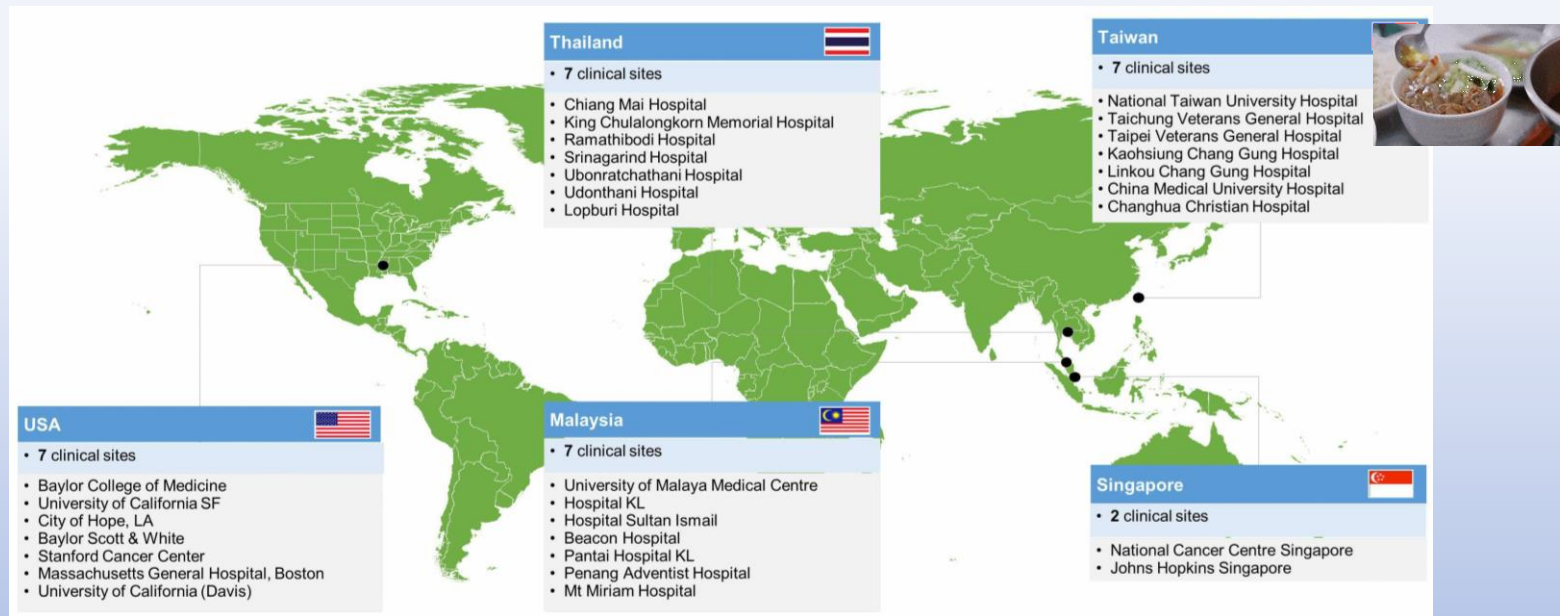 Thailand
• 7 clinical sites
• Chiang Mai Hospital
• King Chulalongkorn Memorial Hospital
• Ramathibodi Hospital
• Srinagarind Hospital
• Ubonratchathani Hospital
• Udonthani Hospital
• Lopburi Hospital
Taiwan
• 7 clinical sites
• National Taiwan University Hospital
• Taichung Veterans General Hospital
• Taipei Veterans General Hospital
• Kaohsiung Chang Gung Hospital
• Linkou Chang Gung Hospital
• China Medical University Hospital
• Changhua Christian Hospital
USA
• 7 clinical sites
• Baylor College of Medicine
• University of California SF
• City of Hope, LA
• Baylor Scott & White
• Stanford Cancer Center
• Massachusetts General Hospital, Boston
• University of California (Davis)
Malaysia
• 7 clinical sites
• University of Malaya Medical Centre
• Hospital KL
• Hospital Sultan Ismail
• Beacon Hospital
• Pantai Hospital KL
• Penang Adventist Hospital
• Mt Miriam Hospital
Singapore
• 2 clinical sites
• National Cancer Centre Singapore
• Johns Hopkins Singapore